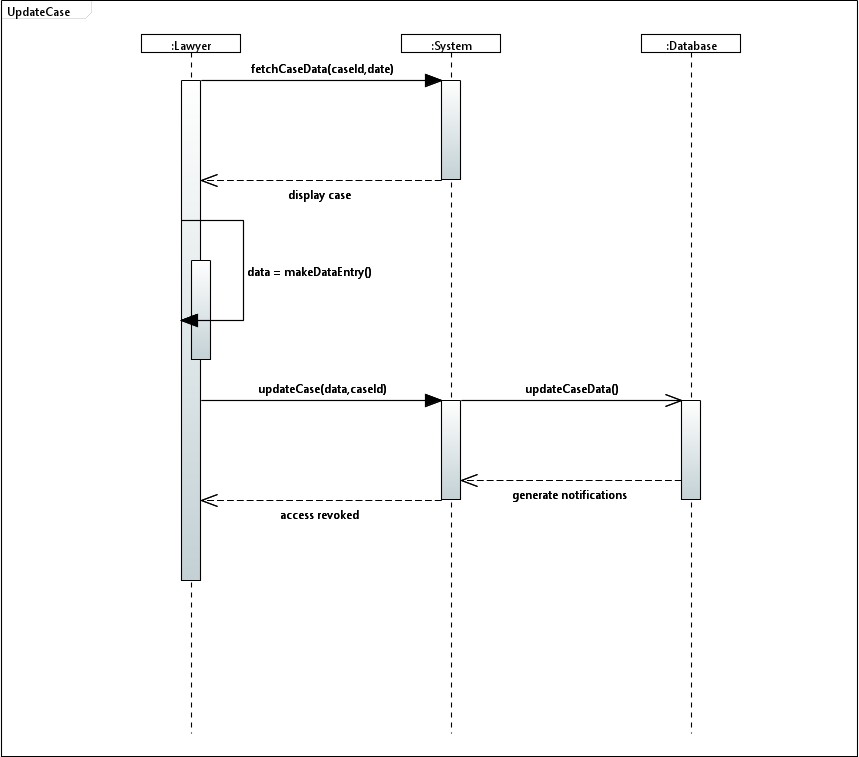 UpdateCase
:Lawyer
:System
:Database
fetchCaseData(caseId,date)
display case
data = makeDataEntry()
updateCase(data,caseId)
updateCaseData()
generate notifications
access revoked